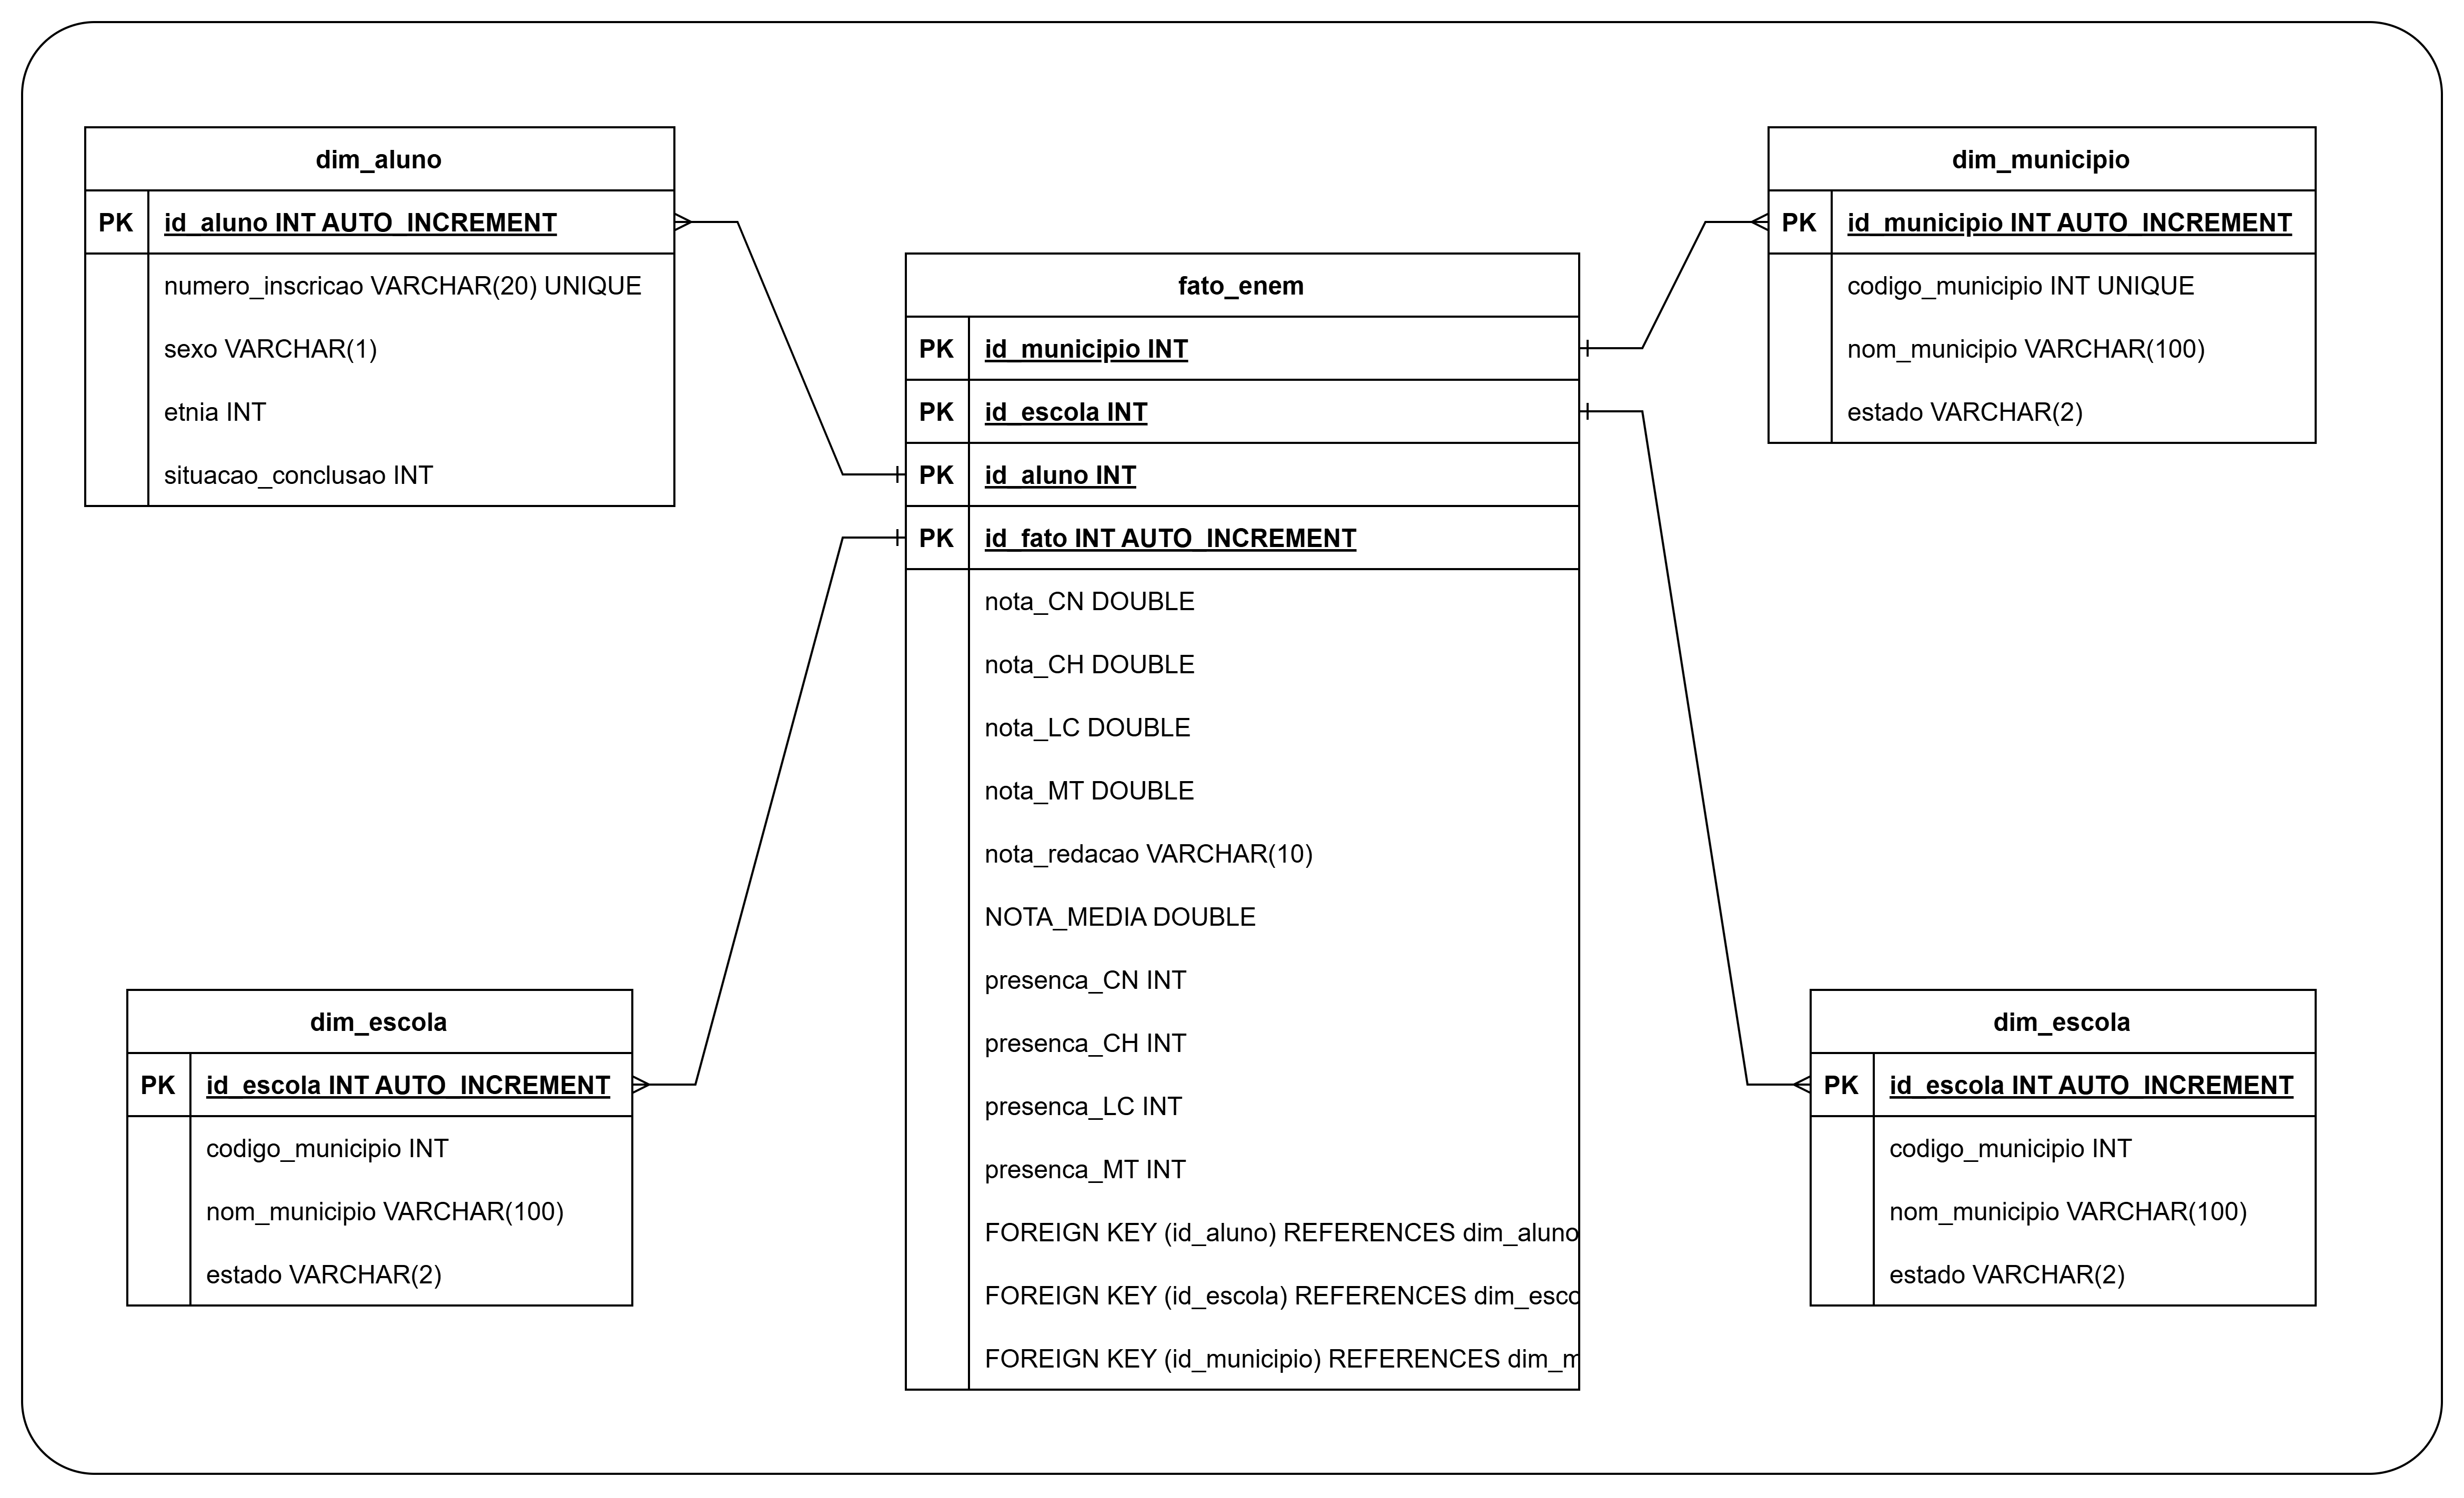 dim_aluno
PK id_aluno INT AUTO_INCREMENT
numero_inscricao VARCHAR(20) UNIQUE
sexo VARCHAR(1)
etnia INT
situacao_conclusao INT
dim_escola
PK id_escola INT AUTO_INCREMENT
codigo_municipio INT
nom_municipio VARCHAR(100)
estado VARCHAR(2)
fato_enem
PK id_municipio INT
PK id_escola INT
PK id_aluno INT
PK id_fato INT AUTO_INCREMENT
nota_CN DOUBLE
nota_CH DOUBLE
nota_LC DOUBLE
nota_MT DOUBLE
nota_redacao VARCHAR(10)
NOTA_MEDIA DOUBLE
presenca_CN INT
presenca_CH INT
presenca_LC INT
presenca_MT INT
FOREIGN KEY (id_aluno) REFERENCES dim_aluno
FOREIGN KEY (id_escola) REFERENCES dim_esco
FOREIGN KEY (id_municipio) REFERENCES dim_m
dim_municipio
PK id_municipio INT AUTO_INCREMENT
codigo_municipio INT UNIQUE
nom_municipio VARCHAR(100)
estado VARCHAR(2)
dim_escola
PK id_escola INT AUTO_INCREMENT
codigo_municipio INT
nom_municipio VARCHAR(100)
estado VARCHAR(2)